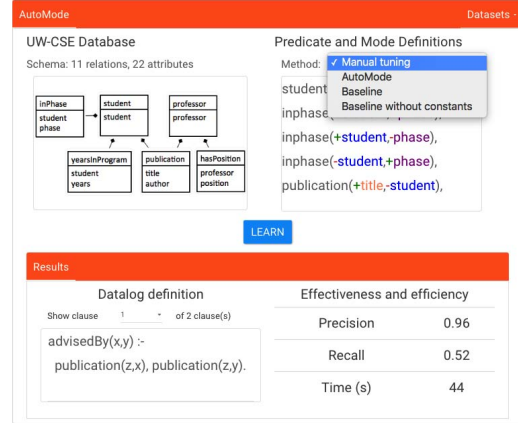 AutoMode
Datasets
UW-CSE Database
Schema: 11 relations, 22 attributes
inPhase
student
phase
student
student
professor
professor
yearsInProgram
student
years
publication
title
author
hasPosition
professor
position
Predicate and Mode Definitions
Method:
✓ Manual tuning
AutoMode
Baseline
Baseline without constants
student
inphase(
inphase(+student,-phase),
inphase(-student,+phase),
publication(+title,-student),
LEARN
Results
Datalog definition
Show clause 1 of 2 clause(s)
advisedBy(x,y) :-
publication(z,x), publication(z,y).
Effectiveness and efficiency
Precision 0.96
Recall 0.52
Time (s) 44